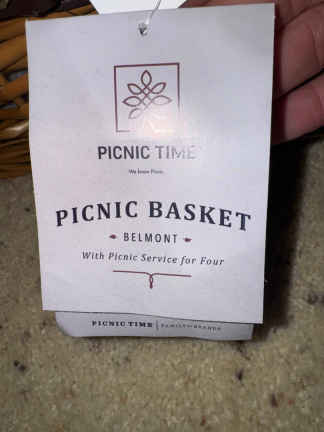 PICNIC TIME
We know Picnic.
PICNIC BASKET
BELMONT
With Picnic Service for Four
PICNIC TIME | FAMILY OF BRANDS